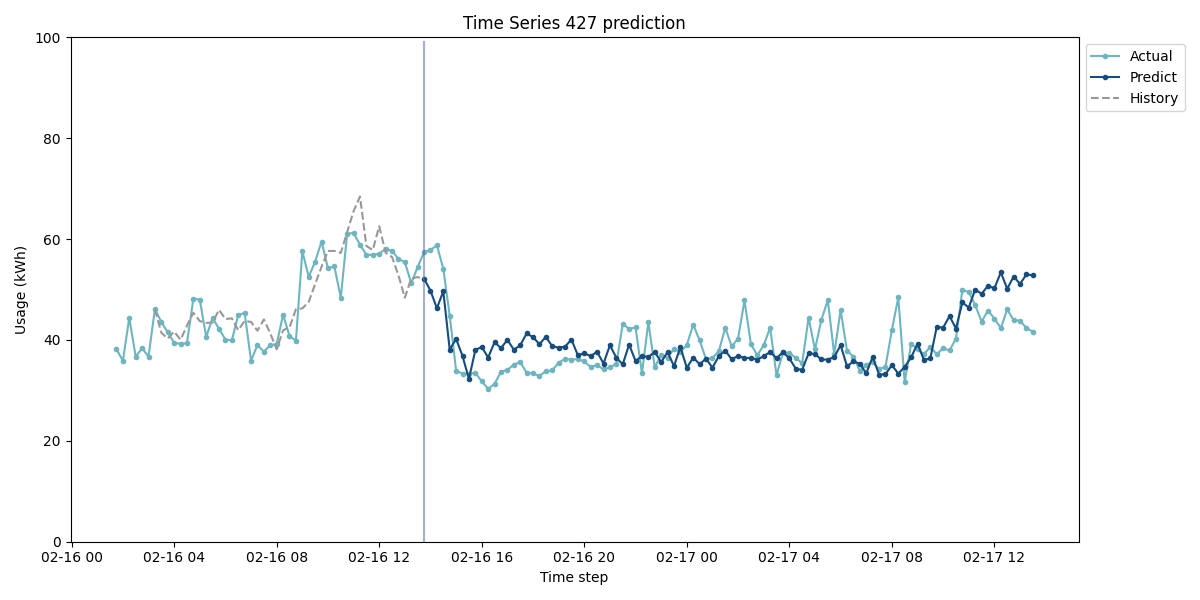 Time Series 427 prediction
Usage (kWh)
100
80
60
40
20
0
02-16 00 02-16 04 02-16 08 02-16 12 02-16 16 02-16 20 02-17 00 02-17 04 02-17 08 02-17 12
Time step
Actual
Predict
History